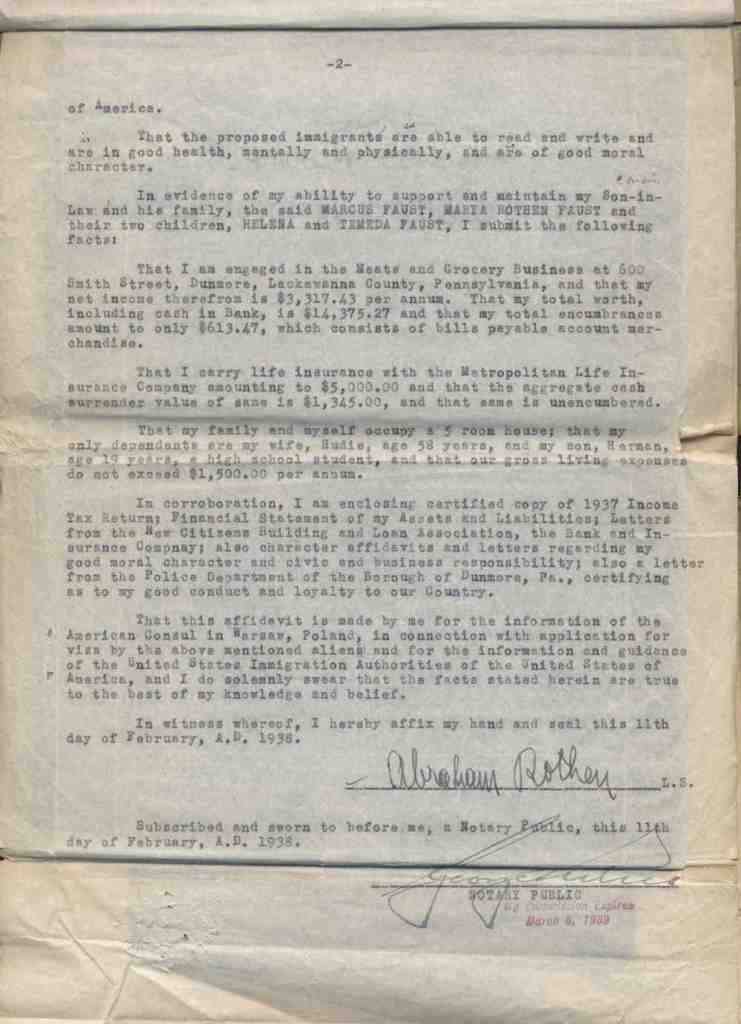 -2-
of America.
That the proposed immigrants are able to read and write and
are in good health, mentally and physically, and are of good moral
character.
In evidence of my ability to support and maintain my Son-in-
Law and his family, the said MARCUS FAUST, MARYA ROTHEN FAUST and
their two children, HELENA and TEMEDA FAUST, I submit the following
facts:
That I am engaged in the Meats and Grocery Business at 600
Smith Street, Dunmore, Lackawanna County, Pennsylvania, and that my
net income therefrom is $3,317.43 per annum. That my total worth,
including cash in Bank, is $14,375.27 and that my total encumbrances
amount to only $613.47, which consists of bills payable account mer-
chandise.
That I carry life insurance with the Metropolitan Life In-
surance Company amounting to $5,000.00 and that the aggregate cash
surrender value of same is $1,345.00, and that same is unencumbered.
That my family and myself occupy a 5 room house; that my
only dependents are my wife, Hudie, age 58 years, and my son, Herman,
age 19 years, a high school student, and that our gross living expenses
do not exceed $1,500.00 per annum.
In corroboration, I am enclosing certified copy of 1937 Income
Tax Return; Financial Statement of my Assets and Liabilities; Letters
from the New Citizens Building and Loan Association, the Bank and In-
surance Compnay; also character affidavits and letters regarding my
good moral character and civic and business responsibility; also a letter
from the Police Department of the Borough of Dunmore, Pa., certifying
as to my good conduct and loyalty to our Country.
That this affidavit is made by me for the information of the
American Consul in Warsaw, Poland, in connection with application for
visa by the above mentioned aliens and for the information and guidance
of the United States Immigration Authorities of the United States of
America, and I do solemnly swear that the facts stated herein are true
to the best of my knowledge and belief.
In witness whereof, I hereby affix my hand and seal this 11th
day of February, A.D. 1938.
Abraham Rothen L.S.
Subscribed and sworn to before me, a Notary Public, this 11th
day of February, A.D. 1938.
NOTARY PUBLIC
My Commission Expires
March 6, 1939